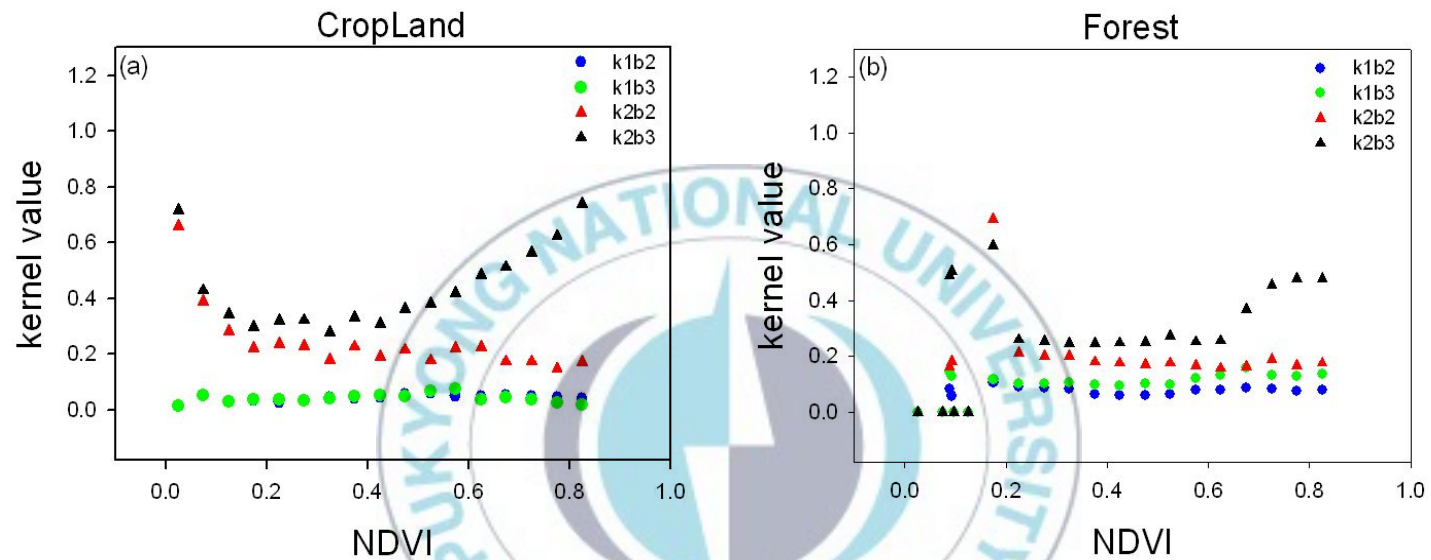 CropLand
(a)
k1b2
k1b3
k2b2
k2b3
1.2
1.0
0.8
0.6
0.4
0.2
0.0
kernel value
0.0 0.2 0.4 0.6 0.8 1.0
NDVI
Forest
(b)
k1b2
k1b3
k2b2
k2b3
1.2
1.0
0.8
0.6
0.4
0.2
0.0
kernel value
0.0 0.2 0.4 0.6 0.8 1.0
NDVI
PUKYONG NATIONAL UNIVERSITY